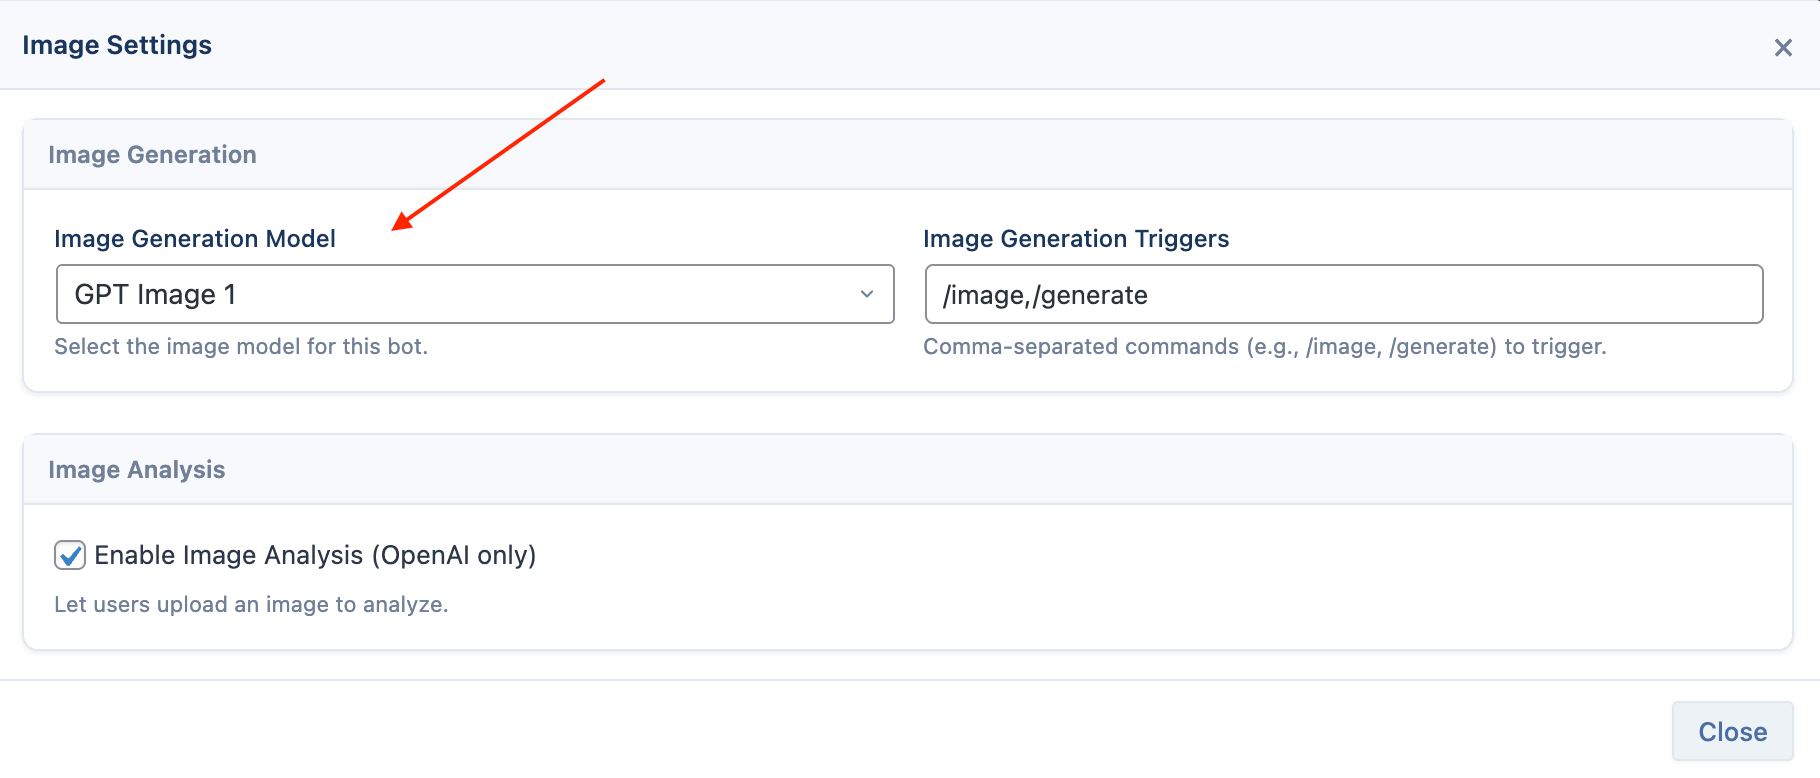 Image Settings
Image Generation
Image Generation Model
GPT Image 1
Select the image model for this bot.
Image Generation Triggers
/image,/generate
Comma-separated commands (e.g., /image, /generate) to trigger.
Image Analysis
Enable Image Analysis (OpenAI only)
Let users upload an image to analyze.
Close